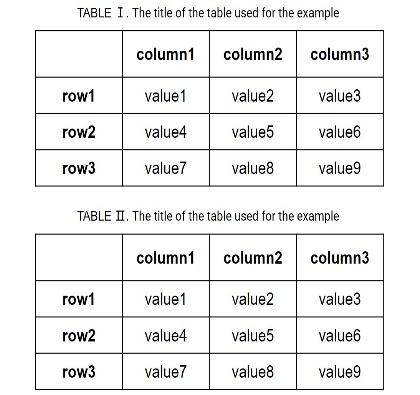 TABLE Ⅰ. The title of the table used for the example
column1 column2 column3
row1 value1 value2 value3
row2 value4 value5 value6
row3 value7 value8 value9
TABLE Ⅱ. The title of the table used for the example
column1 column2 column3
row1 value1 value2 value3
row2 value4 value5 value6
row3 value7 value8 value9